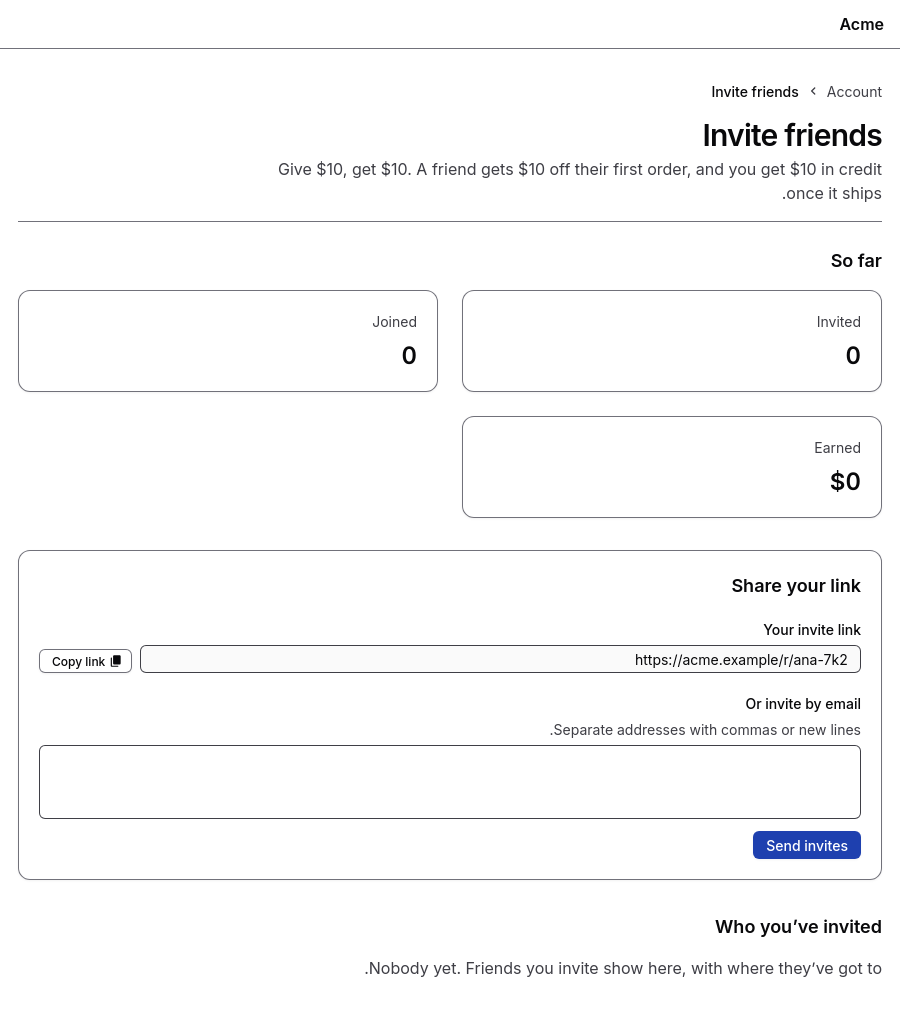 Acme
Account
Invite friends
Invite friends
Give $10, get $10. A friend gets $10 off their first order, and you get $10 in credit
once it ships.
So far
Invited
0
Joined
0
Earned
$0
Share your link
Your invite link
https://acme.example/r/ana-7k2
Copy link
Or invite by email
Separate addresses with commas or new lines.
Send invites
Who you’ve invited
Nobody yet. Friends you invite show here, with where they’ve got to.